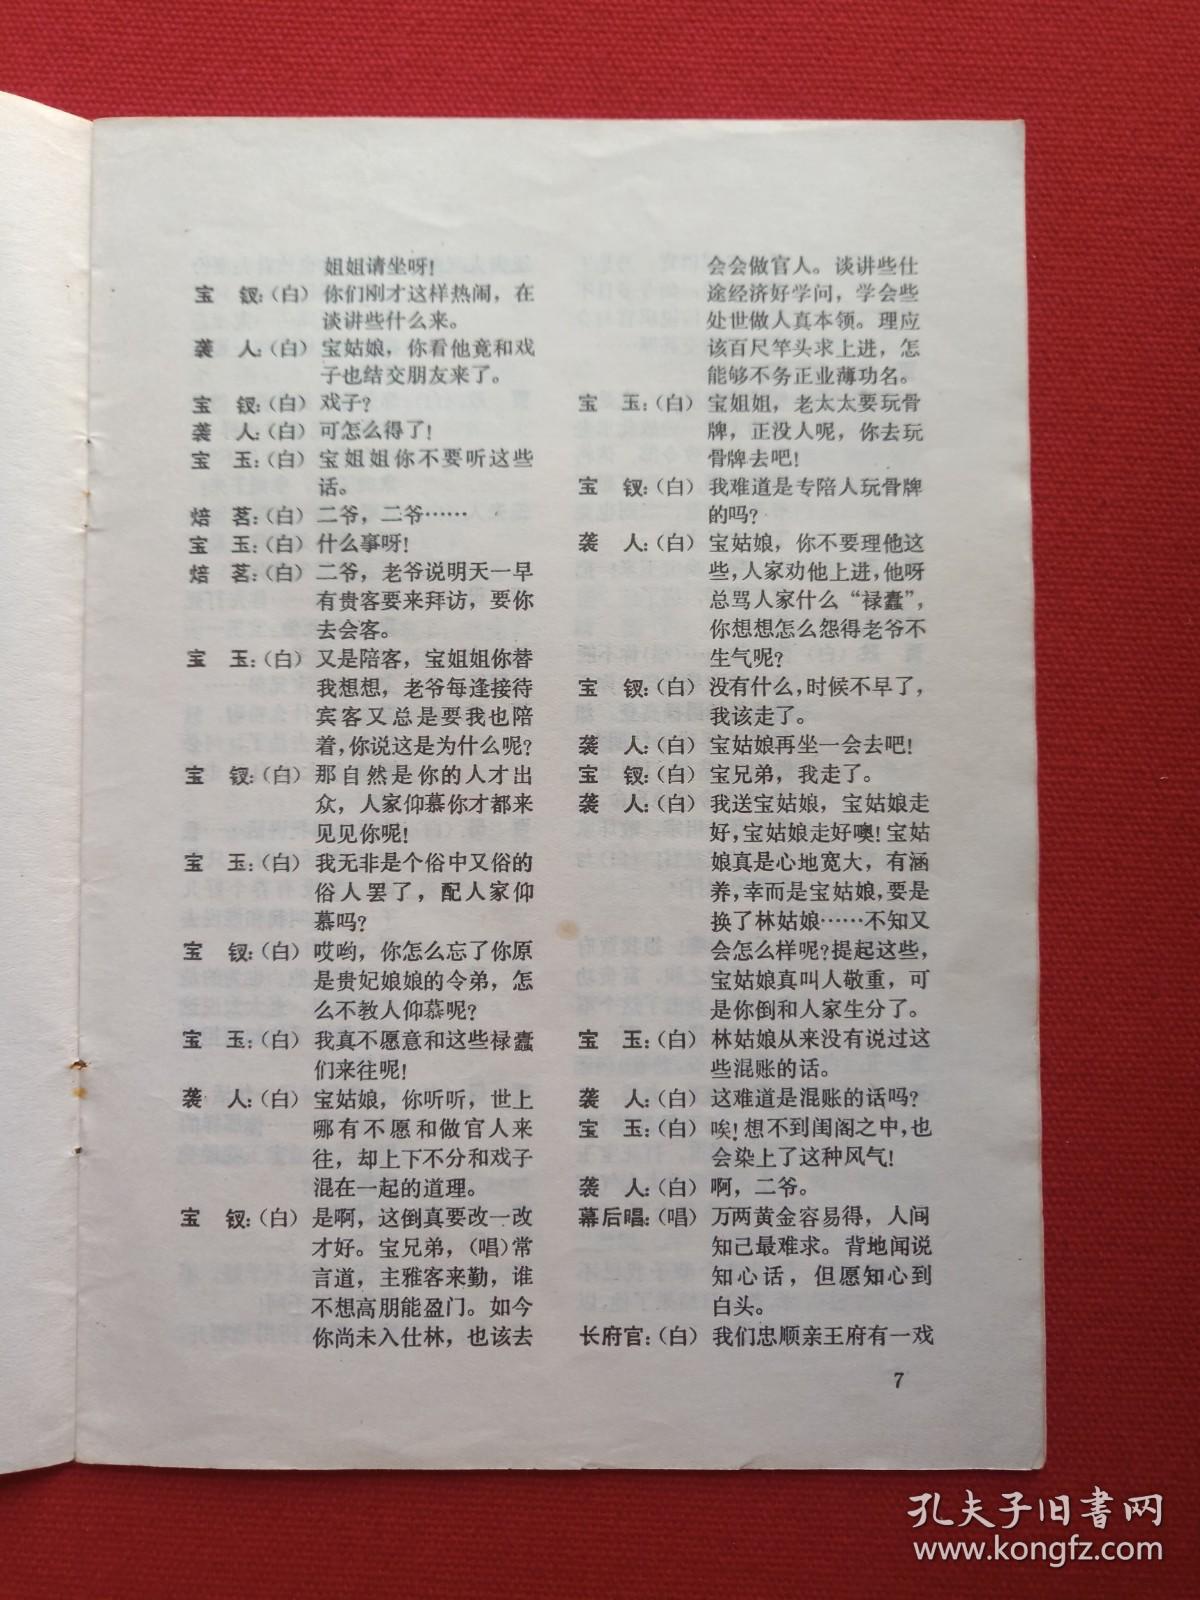 姐姐请坐呀！
宝 钗：（白）你们刚才这样热闹，在
谈讲些什么来。
袭 人：（白）宝姑娘，你看他竟和戏
子也结交朋友来了。
宝 钗：（白）戏子？
袭 人：（白）可怎么得了！
宝 玉：（白）宝姐姐你不要听这些
话。
焙 茗：（白）二爷，二爷……
宝 玉：（白）什么事呀！
焙 茗：（白）二爷，老爷说明天一早
有贵客要来拜访，要你
去会客。
宝 玉：（白）又是陪客，宝姐姐你替
我想想，老爷每逢接待
宾客又总是要我也陪
着，你说这是为什么呢？
宝 钗：（白）那自然是你的人才出
众，人家仰慕你才都来
见见你呢！
宝 玉：（白）我无非是个俗中又俗的
俗人罢了，配人家仰
慕吗？
宝 钗：（白）哎哟，你怎么忘了你原
是贵妃娘娘的令弟，怎
么不教人仰慕呢？
宝 玉：（白）我真不愿意和这些禄蠹
们来往呢！
袭 人：（白）宝姑娘，你听听，世上
哪有不愿和做官人来
往，却上下不分和戏子
混在一起的道理。
宝 钗：（白）是啊，这倒真要改一改
才好。宝兄弟，（唱）常
言道，主雅客来勤，谁
不想高朋能盈门。如今
你尚未入仕林，也该去
会会做官人。谈讲些仕
途经济好学问，学会些
处世做人真本领。理应
该百尺竿头求上进，怎
能够不务正业薄功名。
宝 玉：（白）宝姐姐，老太太要玩骨
牌，正没人呢，你去玩
骨牌去吧！
宝 钗：（白）我难道是专陪人玩骨牌
的吗？
袭 人：（白）宝姑娘，你不要理他这
些，人家劝他上进，他呀
总骂人家什么“禄蠹”，
你想想怎么怨得老爷不
生气呢？
宝 钗：（白）没有什么，时候不早了，
我该走了。
袭 人：（白）宝姑娘再坐一会去吧！
宝 钗：（白）宝兄弟，我走了。
袭 人：（白）我送宝姑娘，宝姑娘走
好，宝姑娘走好噢！宝姑
娘真是心地宽大，有涵
养，幸而是宝姑娘，要是
换了林姑娘……不知又
会怎么样呢？提起这些，
宝姑娘真叫人敬重，可
是你倒和人家生分了。
宝 玉：（白）林姑娘从来没有说过这
些混账的话。
袭 人：（白）这难道是混账的话吗？
宝 玉：（白）唉！想不到闺阁之中，也
会染上了这种风气！
袭 人：（白）啊，二爷。
幕后唱：（唱）万两黄金容易得，人间
知己最难求。背地闻说
知心话，但愿知心到
白头。
长府官：（白）我们忠顺亲王府有一戏
7
孔夫子旧书网
www.kongfz.com